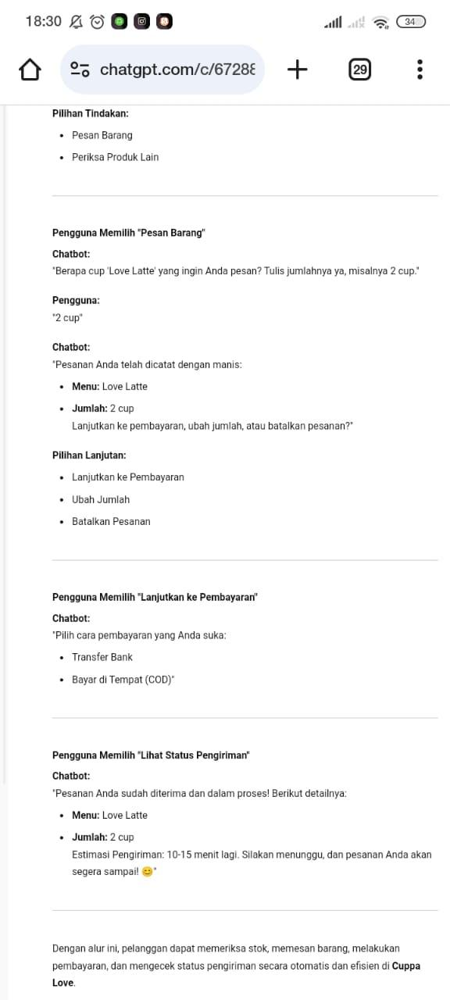 18:30
34
chatgpt.com/c/6728
29
Pilihan Tindakan:
• Pesan Barang
• Periksa Produk Lain
Pengguna Memilih "Pesan Barang"
Chatbot:
"Berapa cup 'Love Latte' yang ingin Anda pesan? Tulis jumlahnya ya, misalnya 2 cup."
Pengguna:
"2 cup"
Chatbot:
"Pesanan Anda telah dicatat dengan manis:
• Menu: Love Latte
• Jumlah: 2 cup
Lanjutkan ke pembayaran, ubah jumlah, atau batalkan pesanan?"
Pilihan Lanjutan:
• Lanjutkan ke Pembayaran
• Ubah Jumlah
• Batalkan Pesanan
Pengguna Memilih "Lanjutkan ke Pembayaran"
Chatbot:
"Pilih cara pembayaran yang Anda suka:
• Transfer Bank
• Bayar di Tempat (COD)"
Pengguna Memilih "Lihat Status Pengiriman"
Chatbot:
"Pesanan Anda sudah diterima dan dalam proses! Berikut detailnya:
• Menu: Love Latte
• Jumlah: 2 cup
Estimasi Pengiriman: 10-15 menit lagi. Silakan menunggu, dan pesanan Anda akan
segera sampai! 😊"
Dengan alur ini, pelanggan dapat memeriksa stok, memesan barang, melakukan
pembayaran, dan mengecek status pengiriman secara otomatis dan efisien di Cuppa
Love.